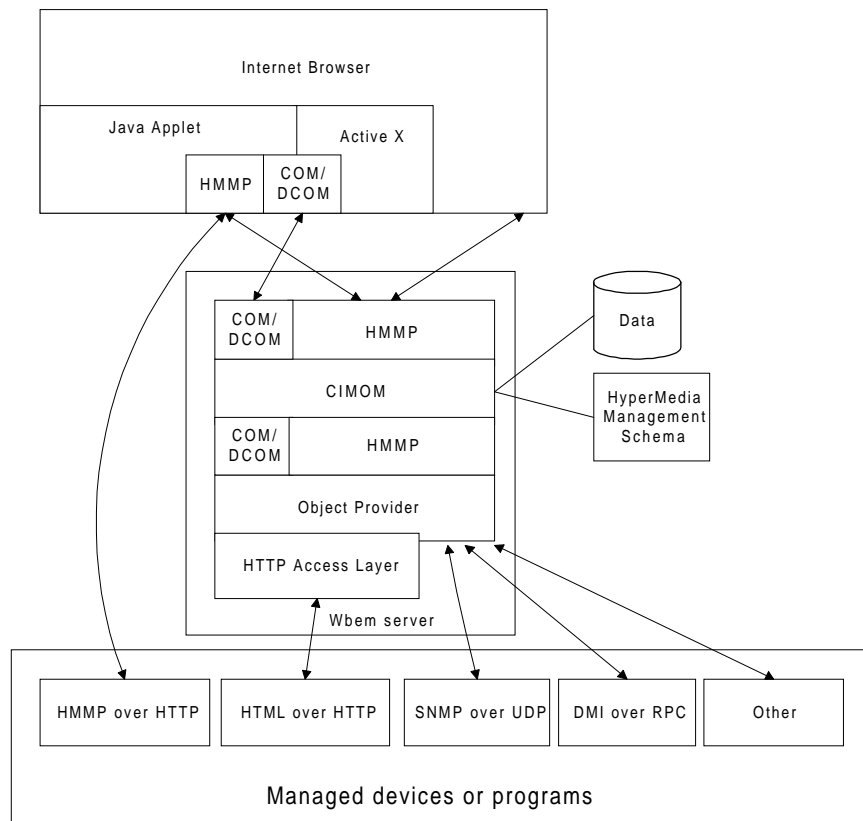 Internet Browser
Java Applet
Active X
HMMP
COM/
DCOM
COM/
DCOM
HMMP
Data
CIMOM
HyperMedia
Management
Schema
COM/
DCOM
HMMP
Object Provider
HTTP Access Layer
Wbem server
HMMP over HTTP
HTML over HTTP
SNMP over UDP
DMI over RPC
Other
Managed devices or programs